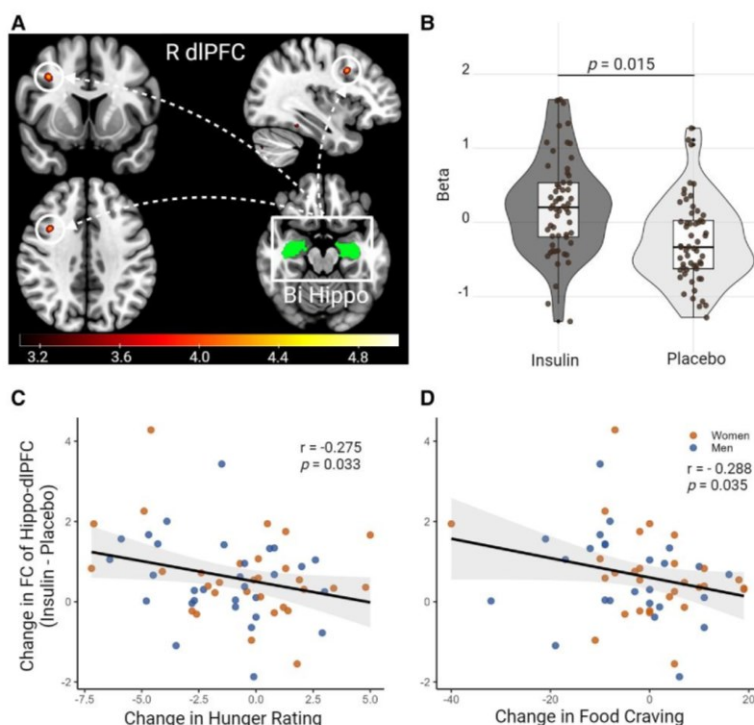 A
R dlPFC
Bi Hippo
3.2 3.6 4.0 4.4 4.8
B
p = 0.015
2
1
0
-1
Beta
Insulin Placebo
C
r = -0.275
p = 0.033
4
2
0
-2
Change in FC of Hippo-dlPFC
(Insulin - Placebo)
-7.5 -5.0 -2.5 0.0 2.5 5.0
Change in Hunger Rating
D
Women
Men
r = - 0.288
p = 0.035
4
2
0
-2
-40 -20 0 20
Change in Food Craving